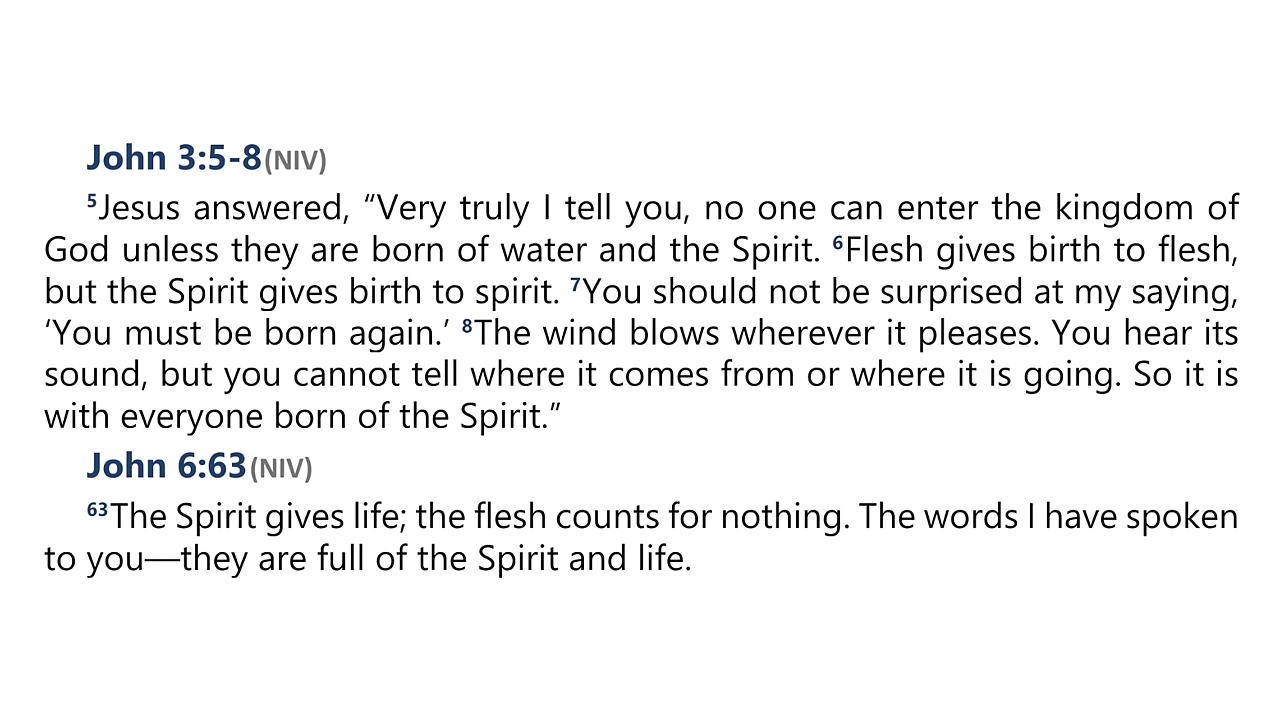 John 3:5-8(NIV)
5Jesus answered, “Very truly I tell you, no one can enter the kingdom of
God unless they are born of water and the Spirit. 6Flesh gives birth to flesh,
but the Spirit gives birth to spirit. 7You should not be surprised at my saying,
‘You must be born again.’ 8The wind blows wherever it pleases. You hear its
sound, but you cannot tell where it comes from or where it is going. So it is
with everyone born of the Spirit.”
John 6:63(NIV)
63The Spirit gives life; the flesh counts for nothing. The words I have spoken
to you—they are full of the Spirit and life.